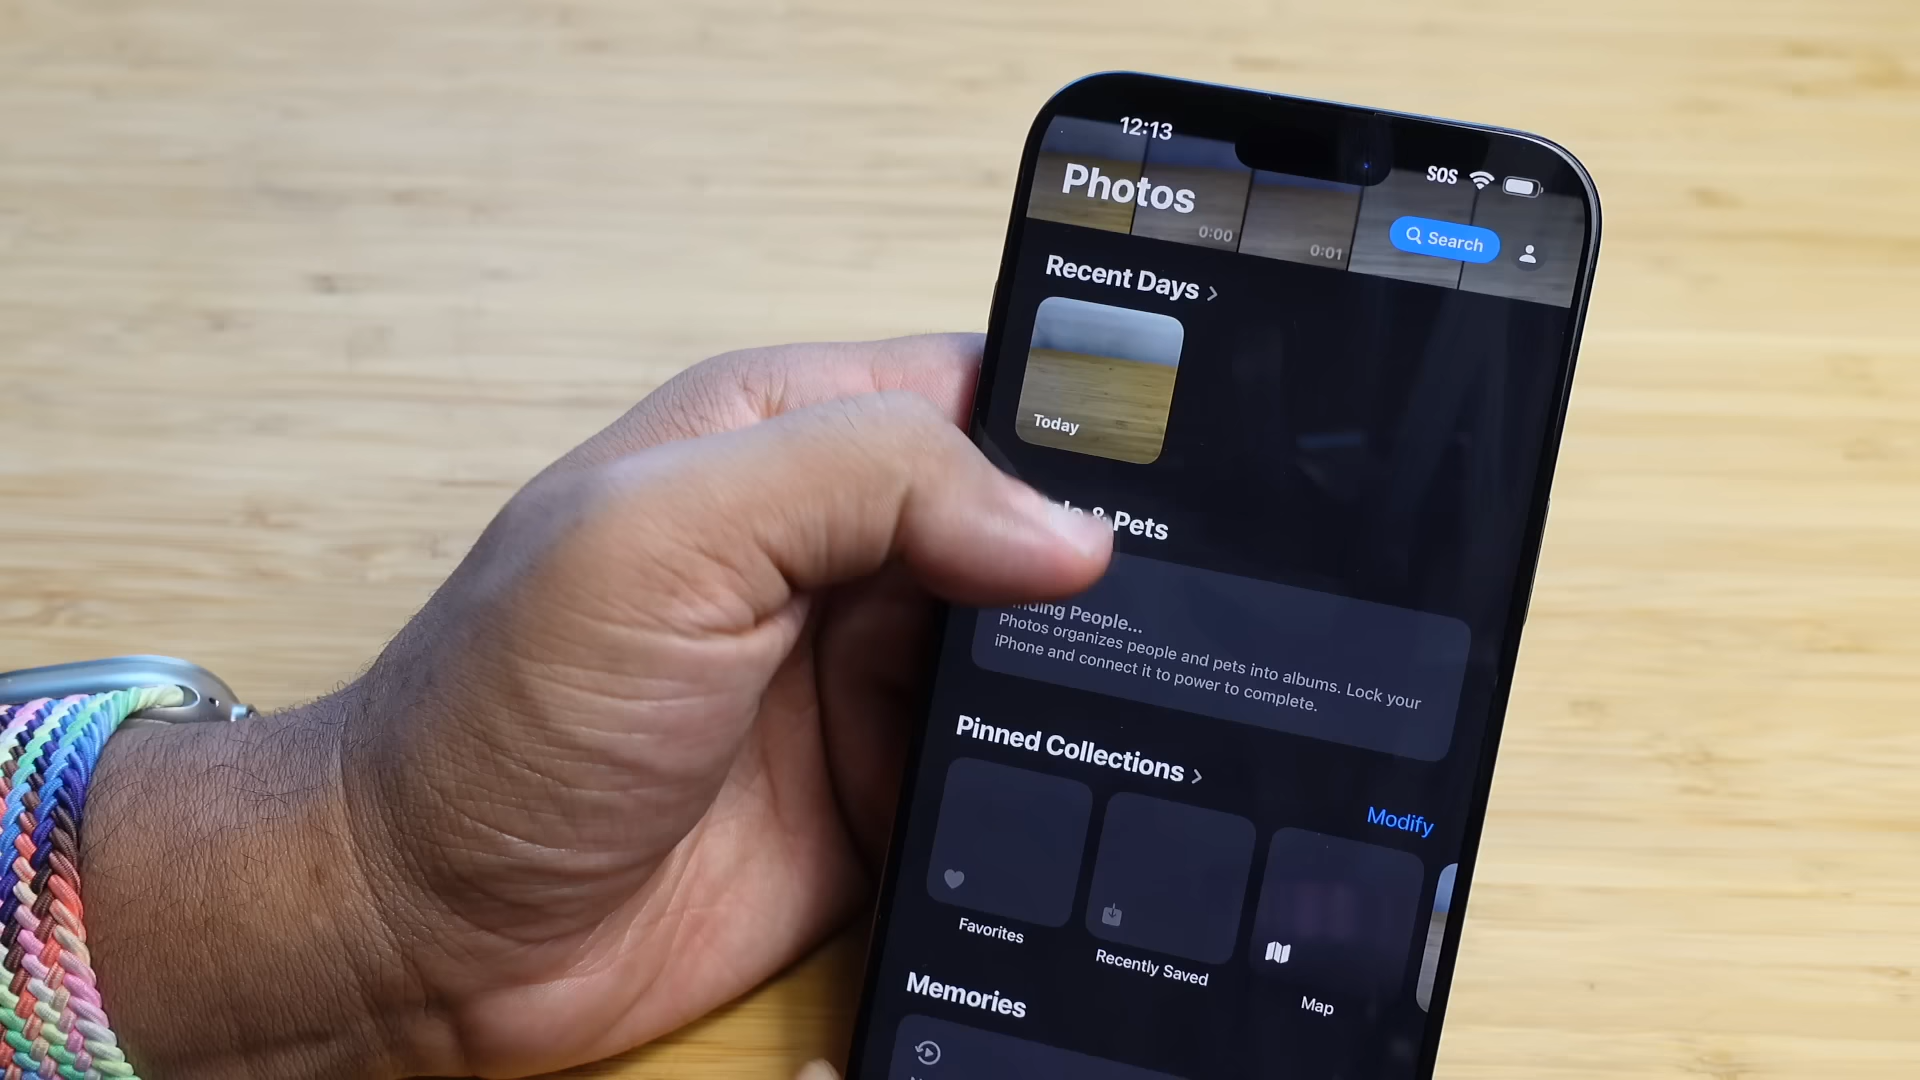 12:13
SOS
Photos
Search
0:00
0:01
Recent Days
Today
& Pets
People...
Photos organizes people and pets into albums. Lock your
iPhone and connect it to power to complete.
Pinned Collections
Modify
Favorites
Recently Saved
Map
Memories